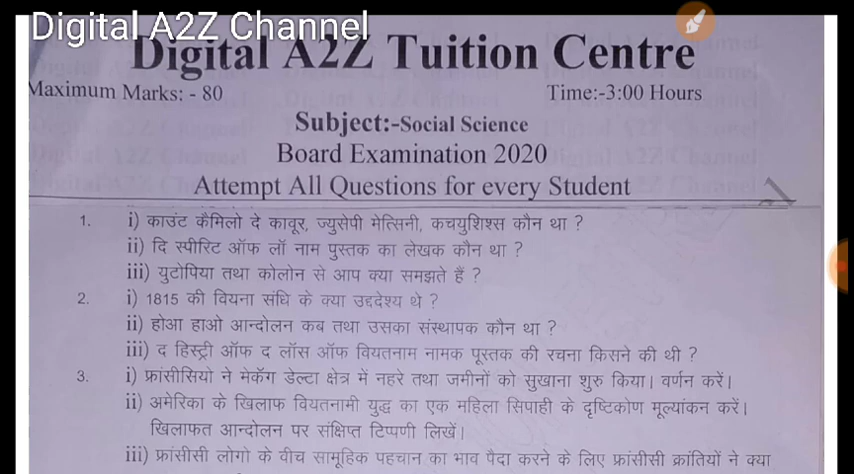 Digital A2Z Channel
Digital A2Z Tuition Centre
Maximum Marks: - 80 Time:-3:00 Hours
Subject:-Social Science
Board Examination 2020
Attempt All Questions for every Student
1. i) काउंट कैमिलो दे कावूर, ज्युसेपी मेत्सिनी, कचयुशिश्स कौन था ?
ii) दि स्पीरिट ऑफ लॉ नाम पुस्तक का लेखक कौन था ?
iii) युटोपिया तथा कोलोन से आप क्या समझते हैं ?
2. i) 1815 की वियना संधि के क्या उद्ददेश्य थे ?
ii) होआ हाओ आन्दोलन कब तथा उसका संस्थापक कौन था ?
iii) द हिस्ट्री ऑफ द लॉस ऑफ वियतनाम नामक पूस्तक की रचना किसने की थी ?
3. i) फ्रांसीसियो ने मेकॅग डेल्टा क्षेत्र में नहरे तथा जमीनों को सुखाना शुरु किया। वर्णन करें।
ii) अमेरिका के खिलाफ वियतनामी युद्ध का एक महिला सिपाही के दृष्टिकोण मूल्यांकन करें।
खिलाफत आन्दोलन पर संक्षिप्त टिप्पणी लिखें।
iii) फ्रांसीसी लोगो के वीच सामूहिक पहचान का भाव पैदा करने के लिए फ्रांसीसी क्रांतियों ने क्या